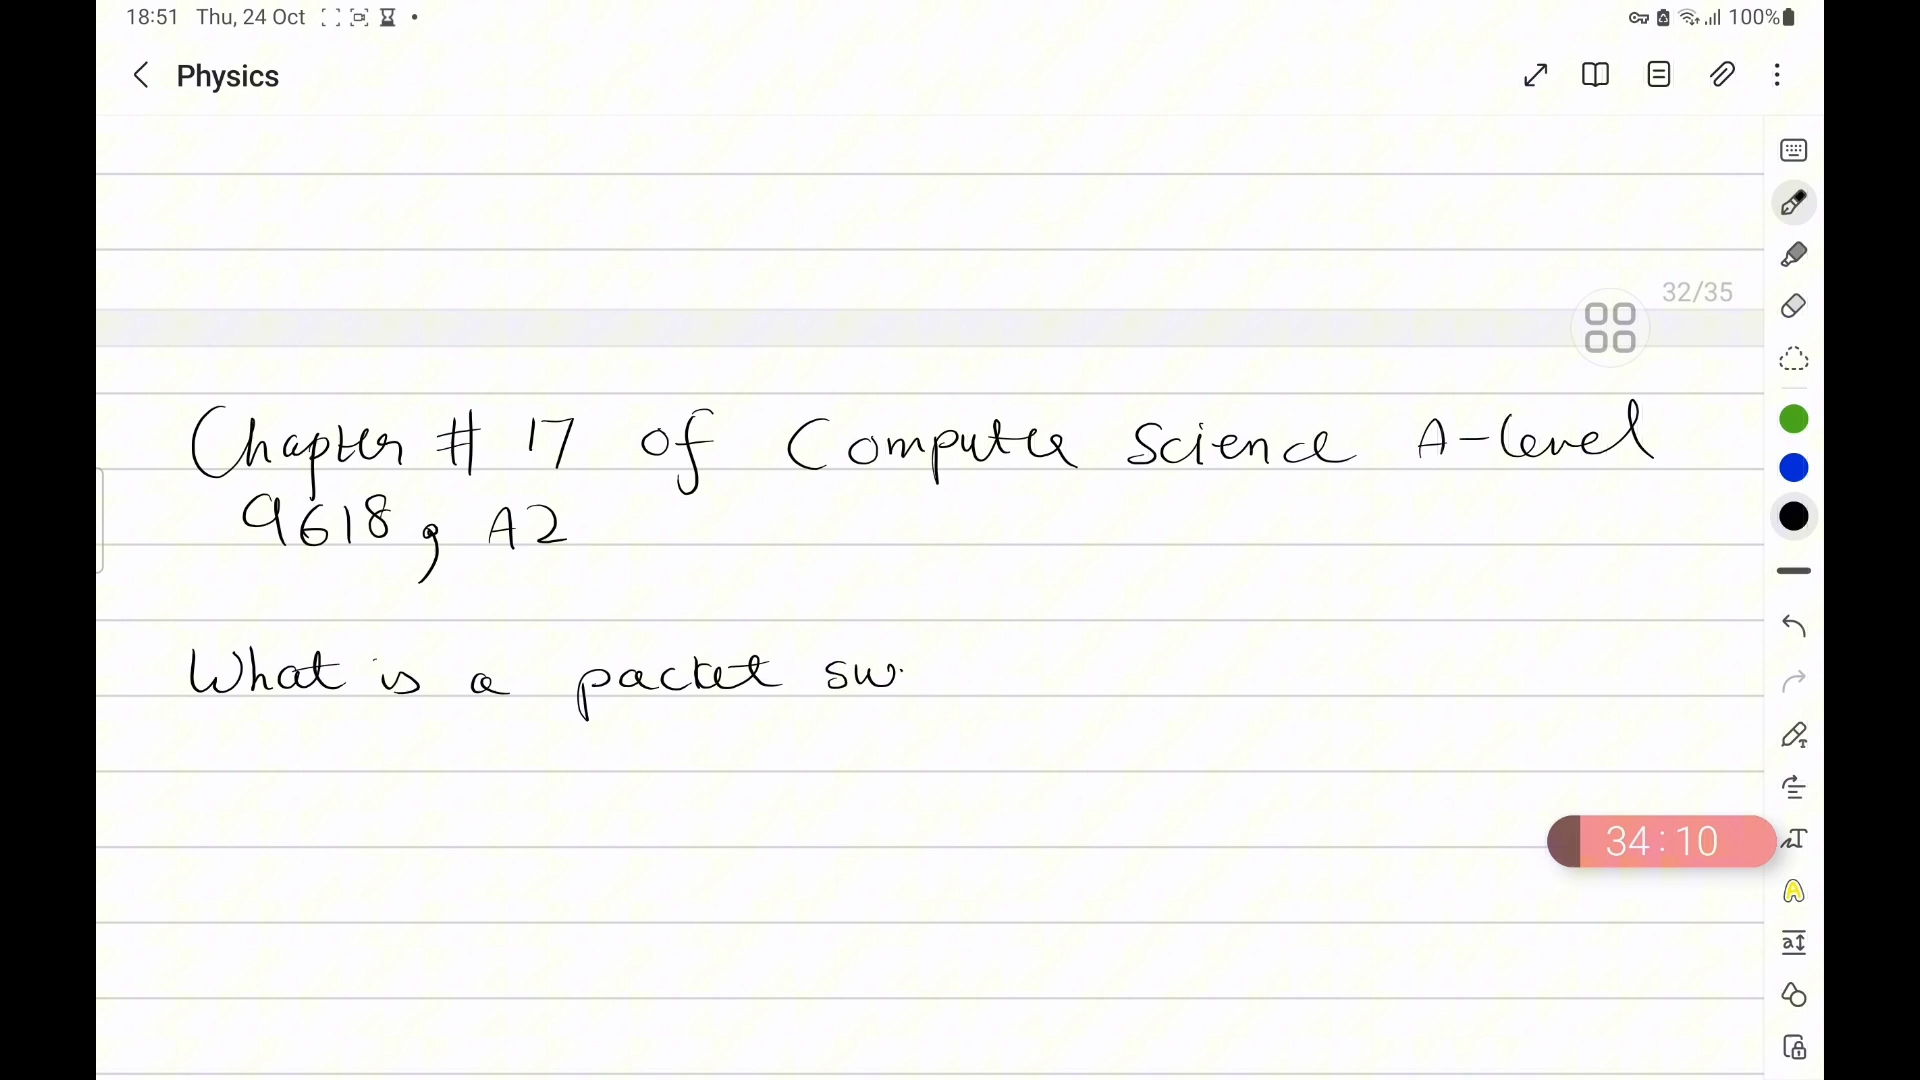 18:51 Thu, 24 Oct 100%
Physics
32/35
Chapter # 17 of Computer Science A-level
9618, A2
What is a packet sw
34:10